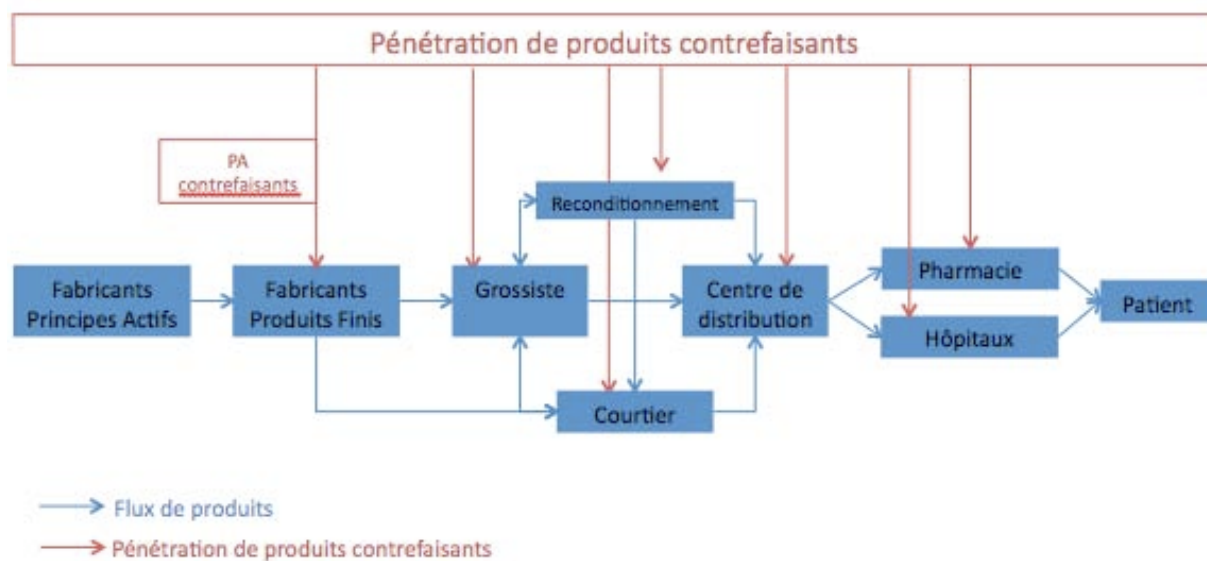 Pénétration de produits contrefaisants
PA
contrefaisants
Reconditionnement
Fabricants
Principes Actifs
Fabricants
Produits Finis
Grossiste
Centre de
distribution
Pharmacie
Hôpitaux
Patient
Courtier
Flux de produits
Pénétration de produits contrefaisants